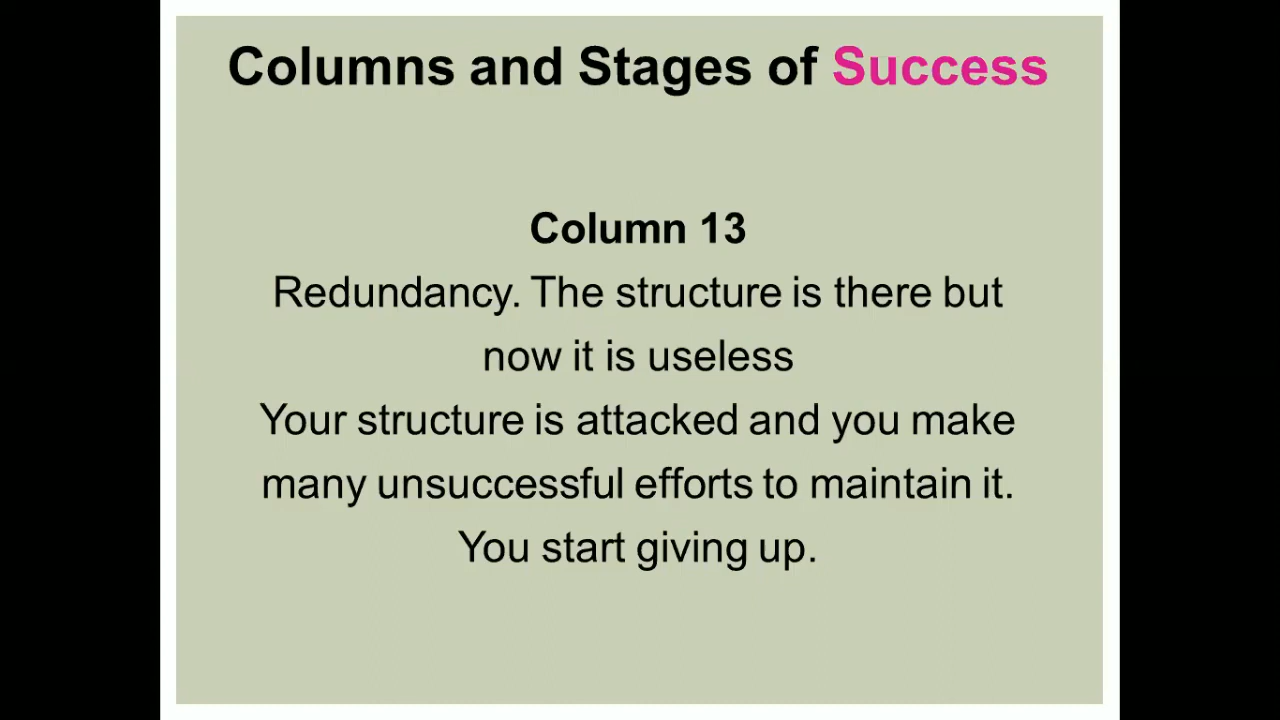 Columns and Stages of Success
Column 13
Redundancy. The structure is there but
now it is useless
Your structure is attacked and you make
many unsuccessful efforts to maintain it.
You start giving up.